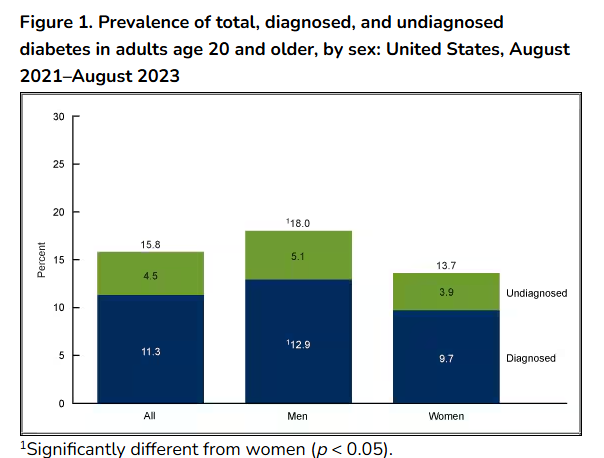 Figure 1. Prevalence of total, diagnosed, and undiagnosed
diabetes in adults age 20 and older, by sex: United States, August
2021–August 2023
30
25
20
15
10
5
0
Percent
15.8
4.5
11.3
¹18.0
5.1
¹12.9
13.7
3.9
9.7
Undiagnosed
Diagnosed
All
Men
Women
¹Significantly different from women (p < 0.05).